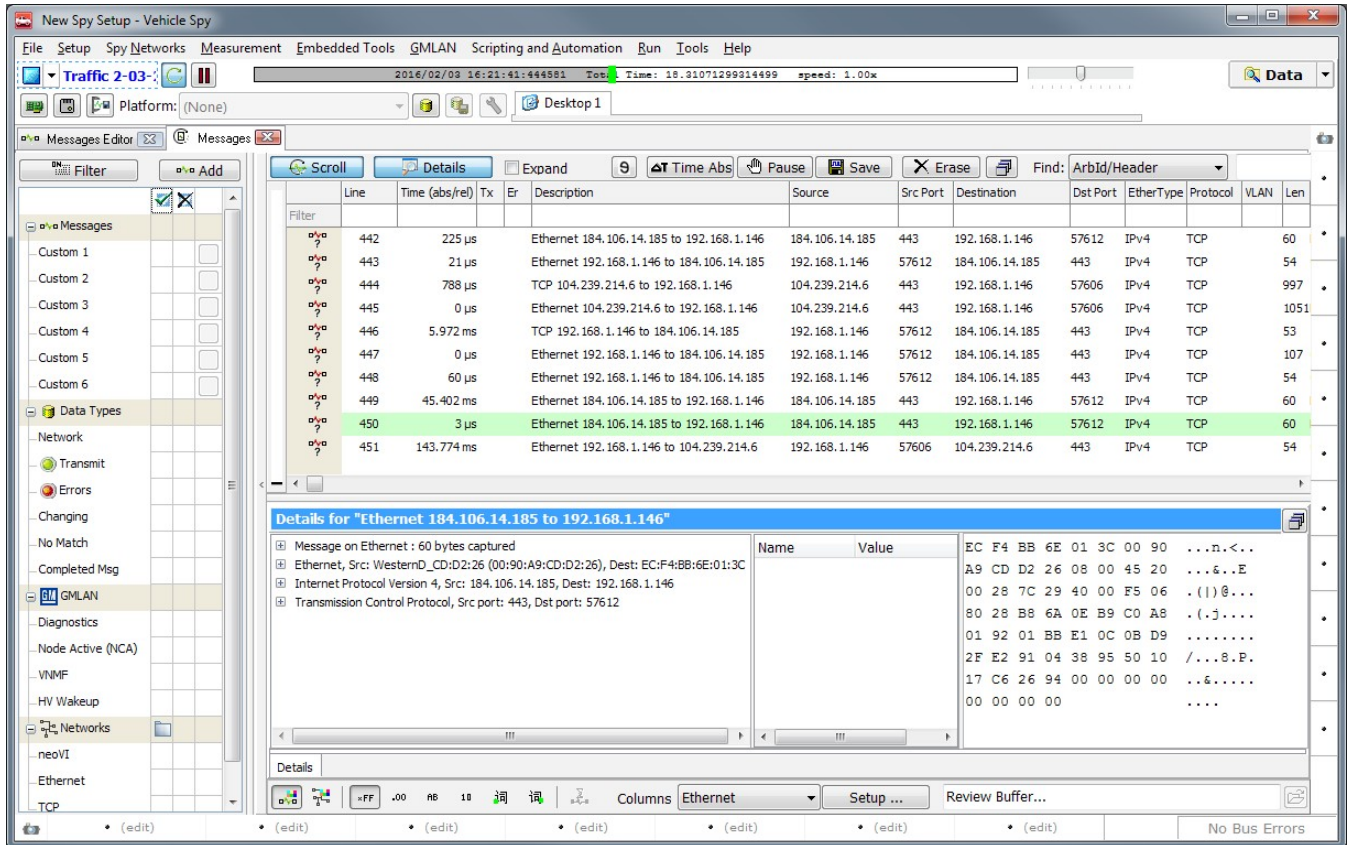 New Spy Setup - Vehicle Spy
File Setup Spy Networks Measurement Embedded Tools GMLAN Scripting and Automation Run Tools Help
Traffic 2-03- 2016/02/03 16:21:41:444581 Total Time: 18.31071299314499 speed: 1.00x Data
Platform: (None) Desktop 1
Messages Editor Messages
Filter Add Scroll Details Expand 9 ΔT Time Abs Pause Save Erase Find: ArbId/Header
Line Time (abs/rel) Tx Er Description Source Src Port Destination Dst Port EtherType Protocol VLAN Len
Filter
442 225 µs Ethernet 184.106.14.185 to 192.168.1.146 184.106.14.185 443 192.168.1.146 57612 IPv4 TCP 60
443 21 µs Ethernet 192.168.1.146 to 184.106.14.185 192.168.1.146 57612 184.106.14.185 443 IPv4 TCP 54
444 788 µs TCP 104.239.214.6 to 192.168.1.146 104.239.214.6 443 192.168.1.146 57606 IPv4 TCP 997
445 0 µs Ethernet 104.239.214.6 to 192.168.1.146 104.239.214.6 443 192.168.1.146 57606 IPv4 TCP 1051
446 5.972 ms TCP 192.168.1.146 to 184.106.14.185 192.168.1.146 57612 184.106.14.185 443 IPv4 TCP 53
447 0 µs Ethernet 192.168.1.146 to 184.106.14.185 192.168.1.146 57612 184.106.14.185 443 IPv4 TCP 107
448 60 µs Ethernet 192.168.1.146 to 184.106.14.185 192.168.1.146 57612 184.106.14.185 443 IPv4 TCP 54
449 45.402 ms Ethernet 184.106.14.185 to 192.168.1.146 184.106.14.185 443 192.168.1.146 57612 IPv4 TCP 60
450 3 µs Ethernet 184.106.14.185 to 192.168.1.146 184.106.14.185 443 192.168.1.146 57612 IPv4 TCP 60
451 143.774 ms Ethernet 192.168.1.146 to 104.239.214.6 192.168.1.146 57606 104.239.214.6 443 IPv4 TCP 54
Messages
Custom 1
Custom 2
Custom 3
Custom 4
Custom 5
Custom 6
Data Types
Network
Transmit
Errors
Changing
No Match
Completed Msg
GM GMLAN
Diagnostics
Node Active (NCA)
VNMF
HV Wakeup
Networks
neoVI
Ethernet
TCP
Details for "Ethernet 184.106.14.185 to 192.168.1.146"
Message on Ethernet : 60 bytes captured
Ethernet, Src: WesternD_CD:D2:26 (00:90:A9:CD:D2:26), Dest: EC:F4:BB:6E:01:3C
Internet Protocol Version 4, Src: 184.106.14.185, Dest: 192.168.1.146
Transmission Control Protocol, Src port: 443, Dst port: 57612
Name Value
EC F4 BB 6E 01 3C 00 90 ...n.<..
A9 CD D2 26 08 00 45 20 ...&..E
00 28 7C 29 40 00 F5 06 .(|)@...
80 28 B8 6A 0E B9 C0 A8 .(.j....
01 92 01 BB E1 0C 0B D9 ........
2F E2 91 04 38 95 50 10 /...8.P.
17 C6 26 94 00 00 00 00 ..&.....
00 00 00 00 ....
Details
=FF .00 AB 10 词 词 Columns Ethernet Setup ... Review Buffer...
(edit) (edit) (edit) (edit) (edit) (edit) (edit) No Bus Errors